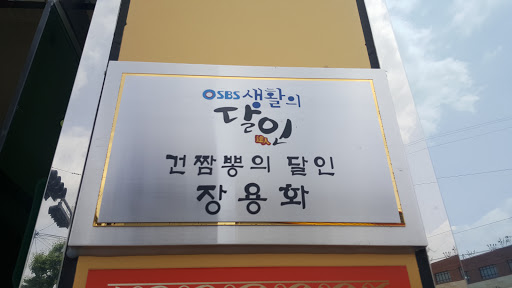 SBS 생활의
달인
건짬뽕의 달인
장용화